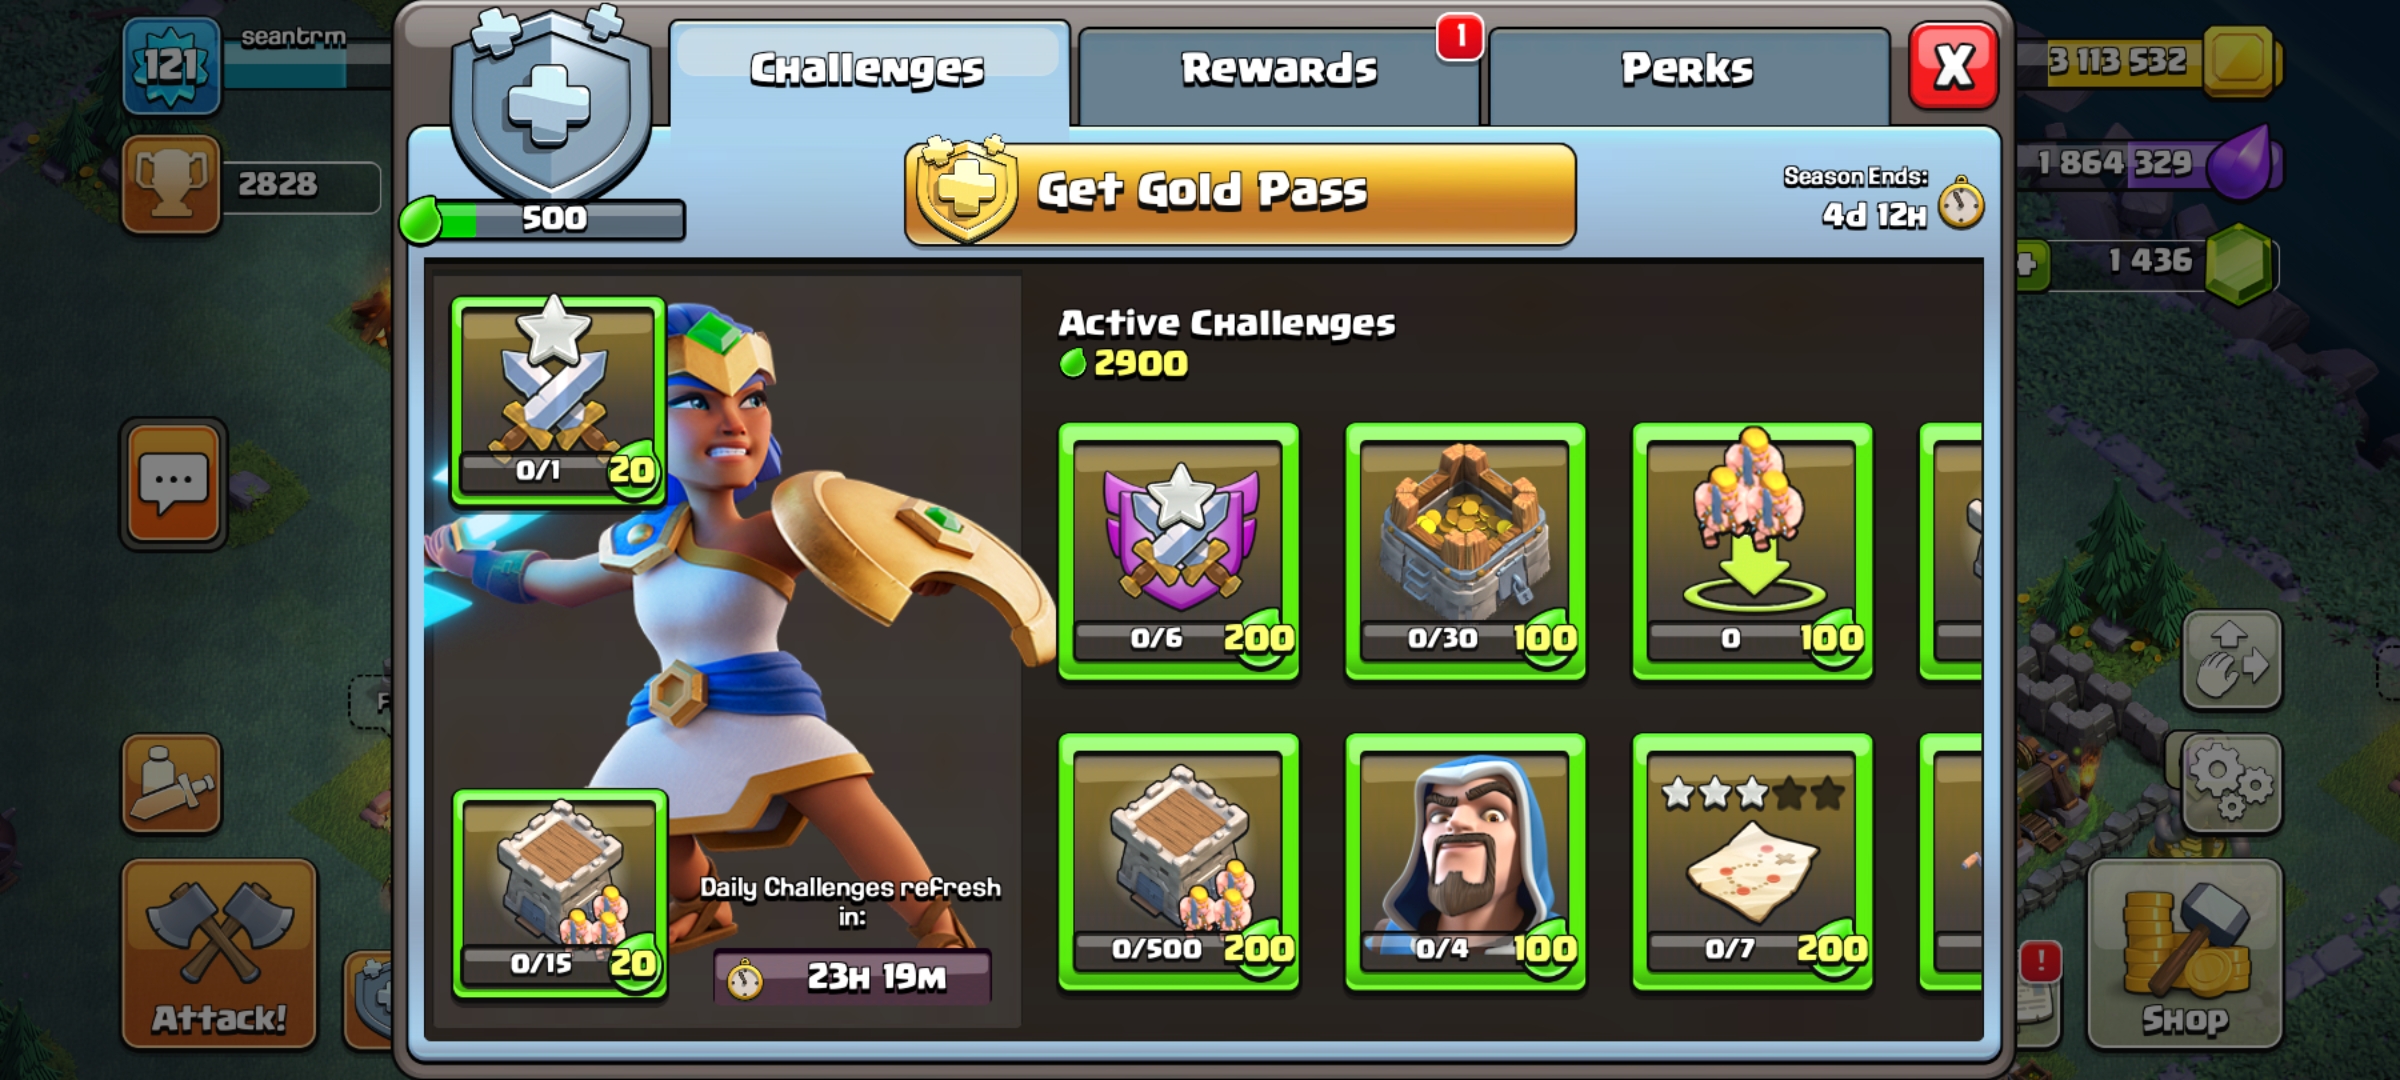 121
seantrm
2828
500
Challenges
Rewards
1
Perks
X
Get Gold Pass
Season Ends:
4d 12H
3 113 532
1 864 329
1 436
Active Challenges
2900
0/1
20
0/6
200
0/30
100
0
100
0/15
20
Daily Challenges refresh
in:
23H 19M
0/500
200
0/4
100
0/7
200
Attack!
!
Shop